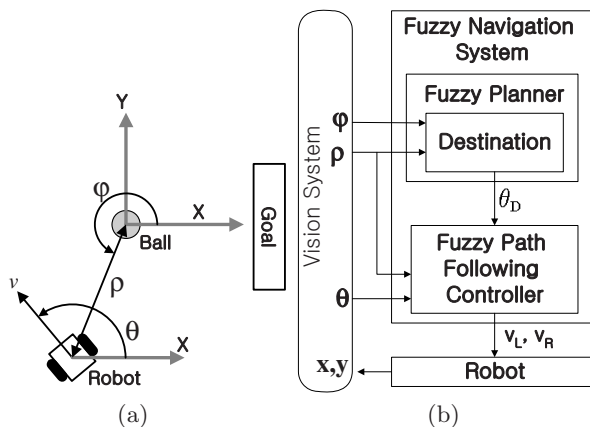 Y
φ
X
Ball
Goal
ρ
v
θ
X
Robot
(a)
Vision System
φ
ρ
θ
x,y
Fuzzy Navigation
System
Fuzzy Planner
Destination
θD
Fuzzy Path
Following
Controller
vL, vR
Robot
(b)